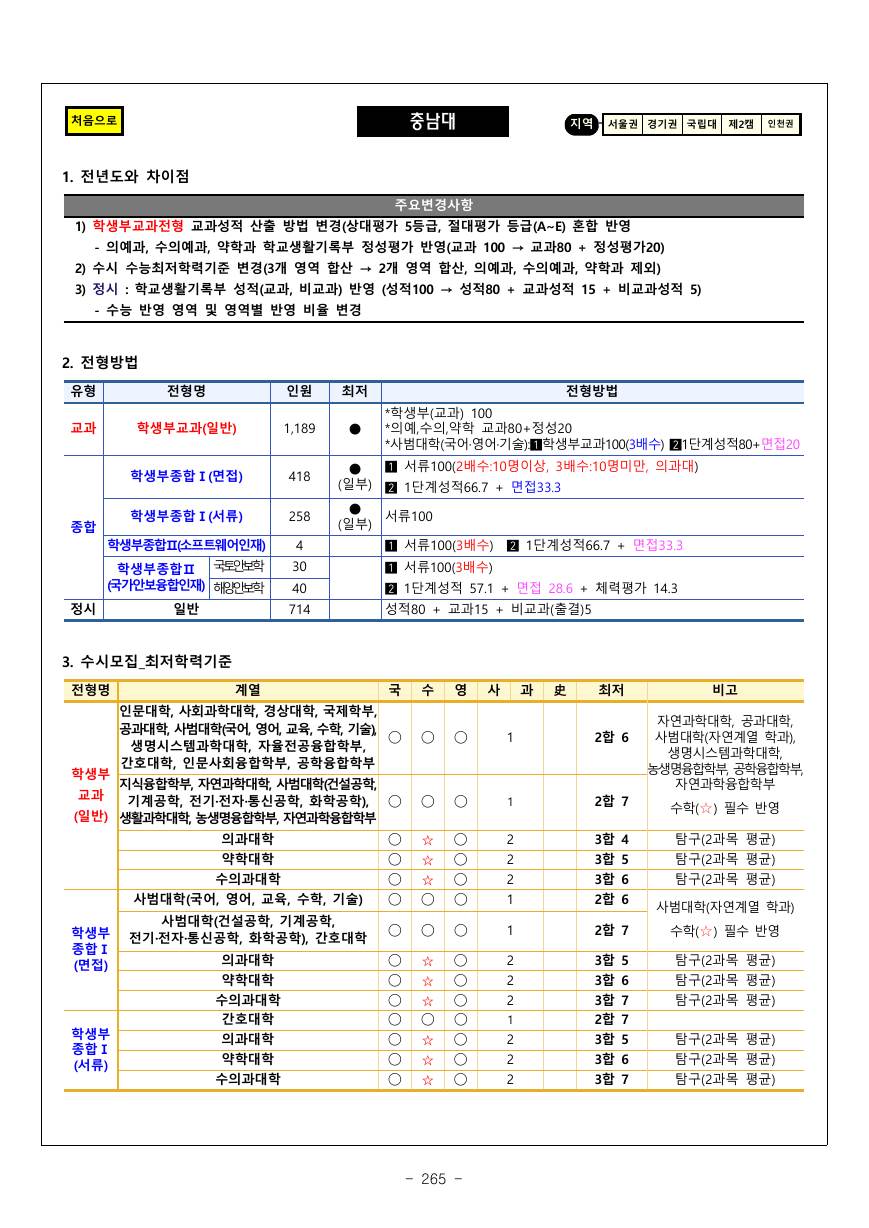 처음으로
충남대
지역 서울권 경기권 국립대 제2캠 인천권
1. 전년도와 차이점
주요변경사항
1) 학생부교과전형 교과성적 산출 방법 변경(상대평가 5등급, 절대평가 등급(A~E) 혼합 반영
- 의예과, 수의예과, 약학과 학교생활기록부 정성평가 반영(교과 100 → 교과80 + 정성평가20)
2) 수시 수능최저학력기준 변경(3개 영역 합산 → 2개 영역 합산, 의예과, 수의예과, 약학과 제외)
3) 정시 : 학교생활기록부 성적(교과, 비교과) 반영 (성적100 → 성적80 + 교과성적 15 + 비교과성적 5)
- 수능 반영 영역 및 영역별 반영 비율 변경
2. 전형방법
유형 전형명 인원 최저 전형방법
교과 학생부교과(일반) 1,189 ●
*학생부(교과) 100
*의예,수의,약학 교과80+정성20
*사범대학(국어·영어·기술):1학생부교과100(3배수) 21단계성적80+면접20
종합
학생부종합Ⅰ(면접) 418 ● (일부)
1 서류100(2배수:10명이상, 3배수:10명미만, 의과대)
2 1단계성적66.7 + 면접33.3
학생부종합Ⅰ(서류) 258 ● (일부) 서류100
학생부종합Ⅱ(소프트웨어인재) 4 1 서류100(3배수) 2 1단계성적66.7 + 면접33.3
학생부종합Ⅱ 국토안보학 30 1 서류100(3배수)
(국가안보융합인재) 해양안보학 40 2 1단계성적 57.1 + 면접 28.6 + 체력평가 14.3
정시 일반 714 성적80 + 교과15 + 비교과(출결)5
3. 수시모집_최저학력기준
전형명 계열 국 수 영 사 과 史 최저 비고
학생부
교과
(일반)
인문대학, 사회과학대학, 경상대학, 국제학부,
공과대학, 사범대학(국어, 영어, 교육, 수학, 기술),
생명시스템과학대학, 자율전공융합학부,
간호대학, 인문사회융합학부, 공학융합학부
○ ○ ○ 1 2합 6
자연과학대학, 공과대학,
사범대학(자연계열 학과),
생명시스템과학대학,
농생명융합학부, 공학융합학부,
자연과학융합학부
수학(☆) 필수 반영
지식융합학부, 자연과학대학, 사범대학(건설공학,
기계공학, 전기·전자·통신공학, 화학공학),
생활과학대학, 농생명융합학부, 자연과학융합학부
○ ○ ○ 1 2합 7
의과대학 ○ ☆ ○ 2 3합 4 탐구(2과목 평균)
약학대학 ○ ☆ ○ 2 3합 5 탐구(2과목 평균)
수의과대학 ○ ☆ ○ 2 3합 6 탐구(2과목 평균)
학생부
종합Ⅰ
(면접)
사범대학(국어, 영어, 교육, 수학, 기술) ○ ○ ○ 1 2합 6
사범대학(자연계열 학과)
수학(☆) 필수 반영
사범대학(건설공학, 기계공학,
전기·전자·통신공학, 화학공학), 간호대학
○ ○ ○ 1 2합 7
의과대학 ○ ☆ ○ 2 3합 5 탐구(2과목 평균)
약학대학 ○ ☆ ○ 2 3합 6 탐구(2과목 평균)
수의과대학 ○ ☆ ○ 2 3합 7 탐구(2과목 평균)
학생부
종합Ⅰ
(서류)
간호대학 ○ ○ ○ 1 2합 7
의과대학 ○ ☆ ○ 2 3합 5 탐구(2과목 평균)
약학대학 ○ ☆ ○ 2 3합 6 탐구(2과목 평균)
수의과대학 ○ ☆ ○ 2 3합 7 탐구(2과목 평균)
- 265 -